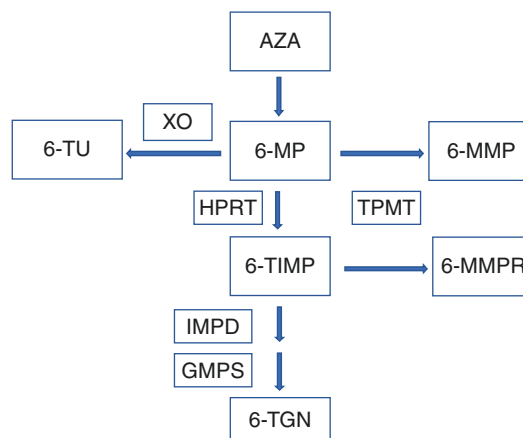 AZA
XO
6-TU
6-MP
6-MMP
HPRT
TPMT
6-TIMP
6-MMPR
IMPD
GMPS
6-TGN